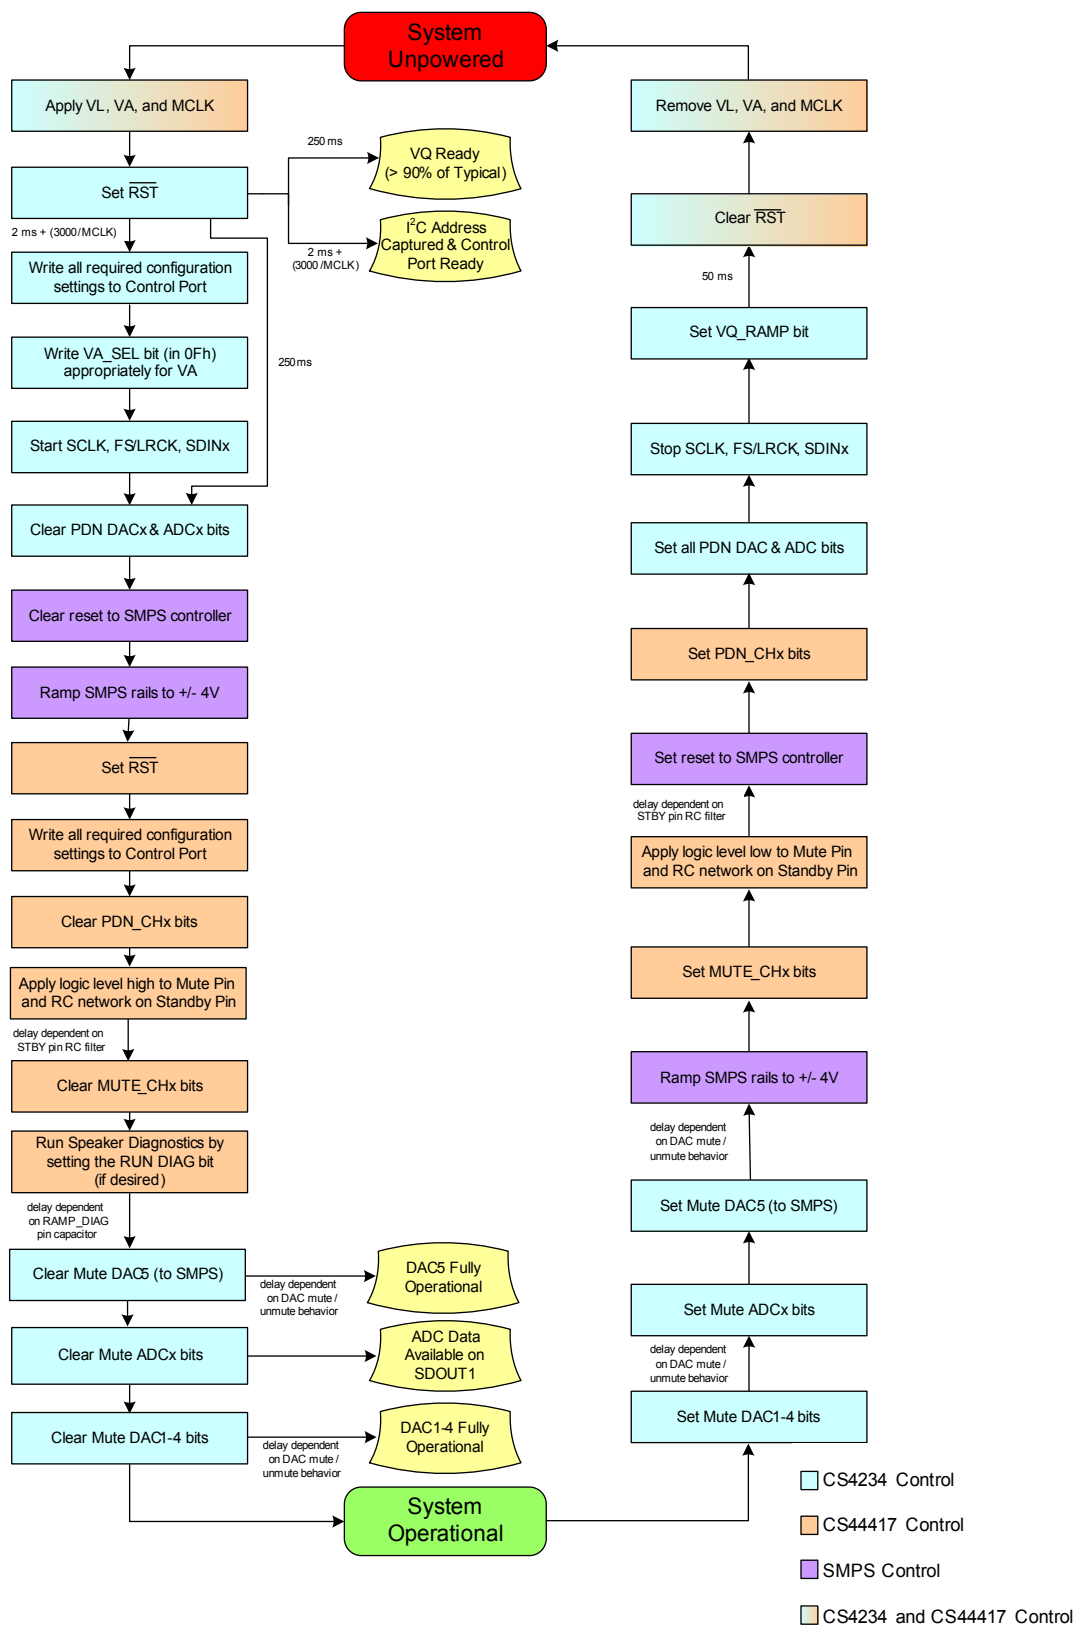 System
Unpowered
Apply VL, VA, and MCLK
250 ms
VQ Ready
(> 90% of Typical)
Set RST
2 ms + (3000/MCLK)
I2C Address
Captured & Control
Port Ready
2 ms +
(3000 /MCLK)
Write all required configuration
settings to Control Port
Write VA_SEL bit (in 0Fh)
appropriately for VA
250ms
Start SCLK, FS/LRCK, SDINx
Clear PDN DACx & ADCx bits
Clear reset to SMPS controller
Ramp SMPS rails to +/- 4V
Set RST
Write all required configuration
settings to Control Port
Clear PDN_CHx bits
Apply logic level high to Mute Pin
and RC network on Standby Pin
delay dependent on
STBY pin RC filter
Clear MUTE_CHx bits
Run Speaker Diagnostics by
setting the RUN DIAG bit
(if desired)
delay dependent
on RAMP_DIAG
pin capacitor
Clear Mute DAC5 (to SMPS)
delay dependent
on DAC mute /
unmute behavior
DAC5 Fully
Operational
Clear Mute ADCx bits
ADC Data
Available on
SDOUT1
Clear Mute DAC1-4 bits
delay dependent
on DAC mute /
unmute behavior
DAC1-4 Fully
Operational
System
Operational
Remove VL, VA, and MCLK
Clear RST
50 ms
Set VQ_RAMP bit
Stop SCLK, FS/LRCK, SDINx
Set all PDN DAC & ADC bits
Set PDN_CHx bits
Set reset to SMPS controller
delay dependent on
STBY pin RC filter
Apply logic level low to Mute Pin
and RC network on Standby Pin
Set MUTE_CHx bits
Ramp SMPS rails to +/- 4V
delay dependent
on DAC mute /
unmute behavior
Set Mute DAC5 (to SMPS)
Set Mute ADCx bits
delay dependent
on DAC mute /
unmute behavior
Set Mute DAC1-4 bits
CS4234 Control
CS44417 Control
SMPS Control
CS4234 and CS44417 Control